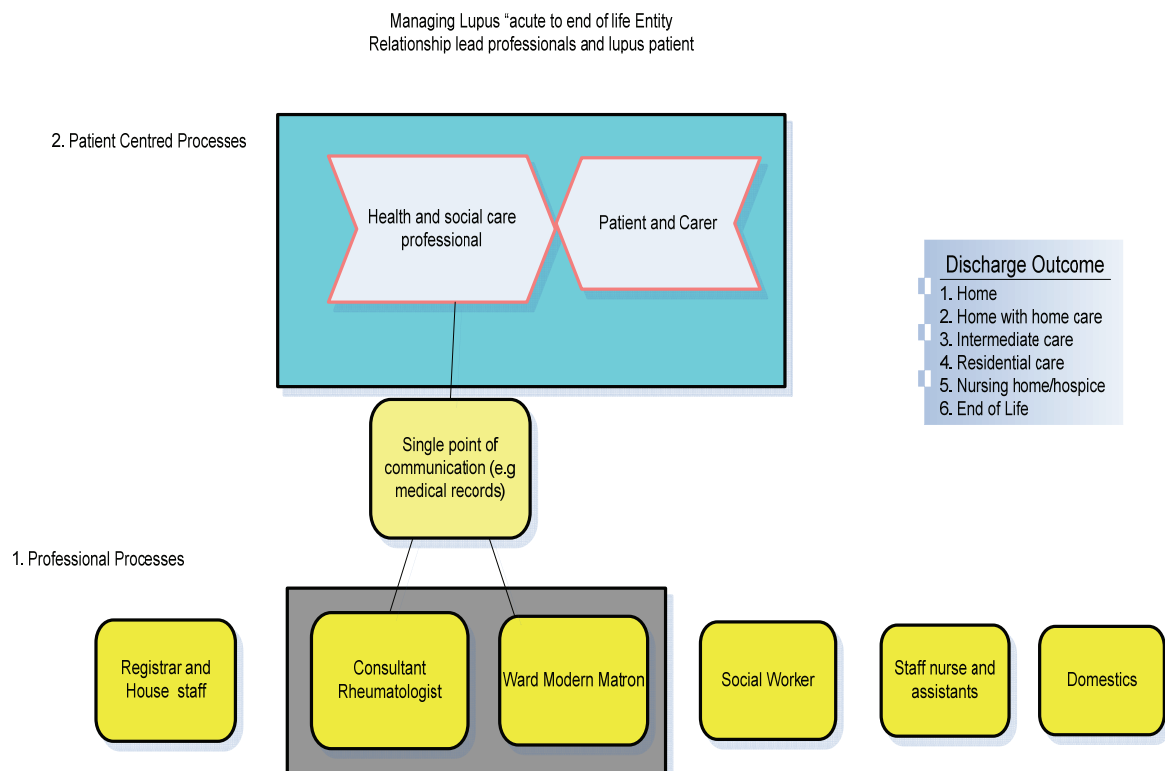 Managing Lupus “acute to end of life Entity
Relationship lead professionals and lupus patient
2. Patient Centred Processes
Health and social care
professional
Patient and Carer
Discharge Outcome
1. Home
2. Home with home care
3. Intermediate care
4. Residential care
5. Nursing home/hospice
6. End of Life
Single point of
communication (e.g
medical records)
1. Professional Processes
Registrar and
House staff
Consultant
Rheumatologist
Ward Modern Matron
Social Worker
Staff nurse and
assistants
Domestics